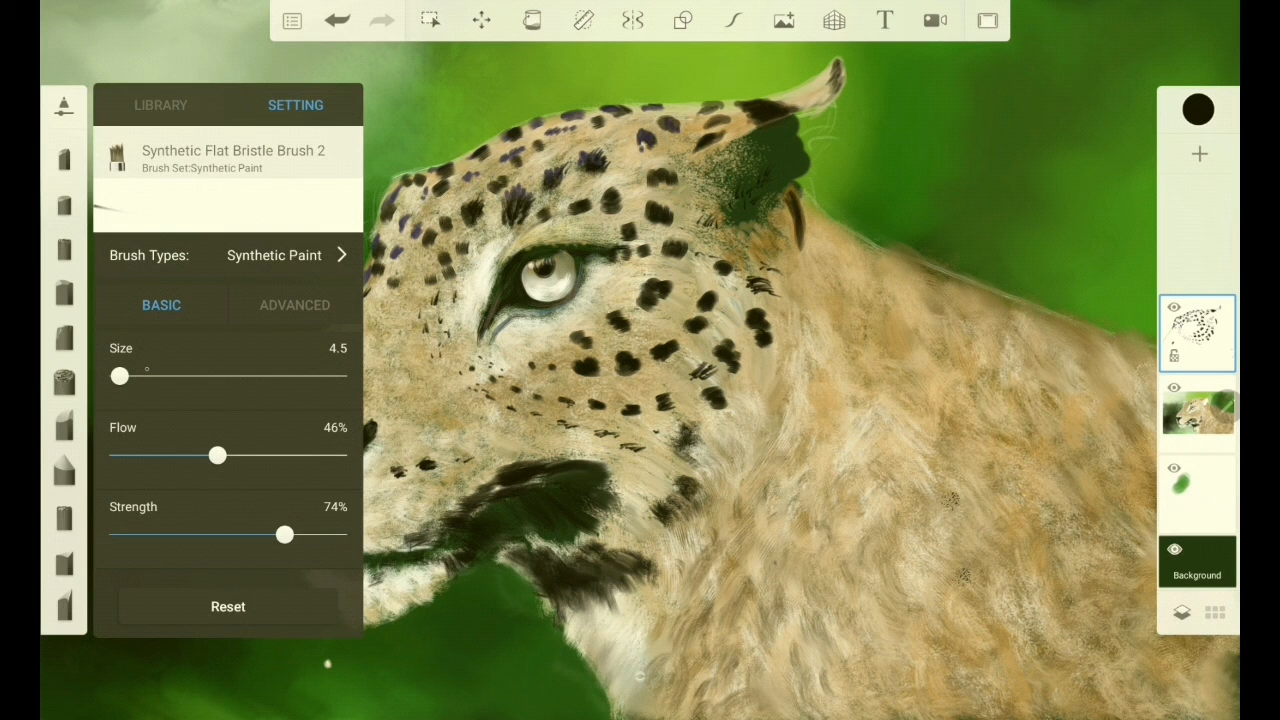 T
LIBRARY SETTING
Synthetic Flat Bristle Brush 2
Brush Set:Synthetic Paint
Brush Types: Synthetic Paint
BASIC ADVANCED
Size 4.5
Flow 46%
Strength 74%
Reset
Background